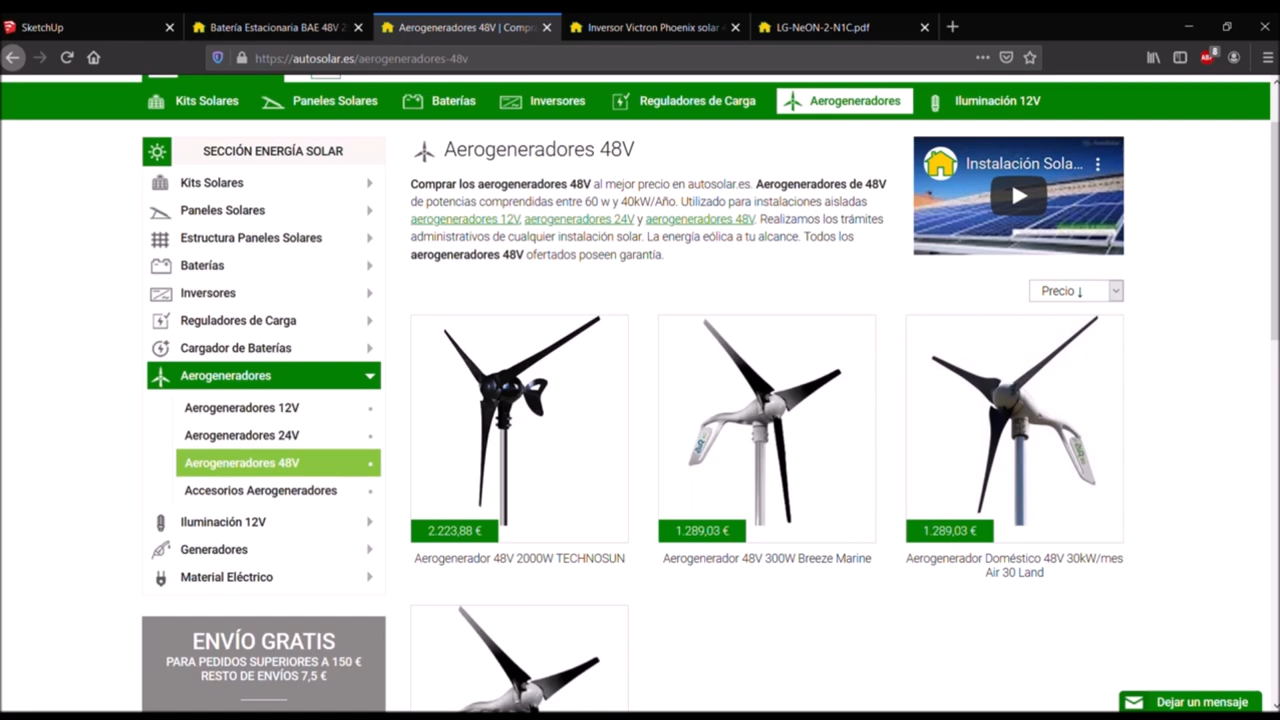 SketchUp
Batería Estacionaria BAE 48V 2
Aerogeneradores 48V | Compra
Inversor Victron Phoenix solar 4
LG-NeON-2-N1C.pdf
https://autosolar.es/aerogeneradores-48v
8
Kits Solares
Paneles Solares
Baterías
Inversores
Reguladores de Carga
Aerogeneradores
Iluminación 12V
SECCIÓN ENERGÍA SOLAR
Kits Solares
Paneles Solares
Estructura Paneles Solares
Baterías
Inversores
Reguladores de Carga
Cargador de Baterías
Aerogeneradores
Aerogeneradores 12V
Aerogeneradores 24V
Aerogeneradores 48V
Accesorios Aerogeneradores
Iluminación 12V
Generadores
Material Eléctrico
ENVÍO GRATIS
PARA PEDIDOS SUPERIORES A 150 €
RESTO DE ENVÍOS 7,5 €
Aerogeneradores 48V
Comprar los aerogeneradores 48V al mejor precio en autosolar.es. Aerogeneradores de 48V
de potencias comprendidas entre 60 w y 40kW/Año. Utilizado para instalaciones aisladas
aerogeneradores 12V, aerogeneradores 24V y aerogeneradores 48V. Realizamos los trámites
administrativos de cualquier instalación solar. La energía eólica a tu alcance. Todos los
aerogeneradores 48V ofertados poseen garantía.
Instalación Sola...
Precio ↓
2.223,88 €
Aerogenerador 48V 2000W TECHNOSUN
1.289,03 €
Aerogenerador 48V 300W Breeze Marine
1.289,03 €
Aerogenerador Doméstico 48V 30kW/mes
Air 30 Land
Dejar un mensaje